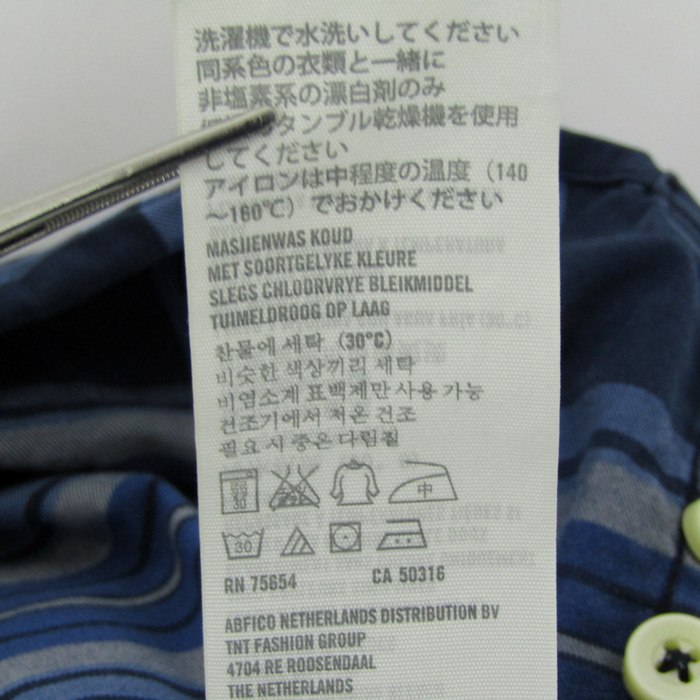 洗濯機で水洗いしてください
同系色の衣類と一緒に
非塩素系の漂白剤のみ
タンブル乾燥機を使用
してください
アイロンは中程度の温度（140
～160℃）でおかけください
MASJIENWAS KOUD
MET SOORTGELYKE KLEURE
SLEGS CHLOORVRYE BLEIKMIDDEL
TUIMELDROOG OP LAAG
찬물에 세탁 (30°C)
비슷한 색상끼리 세탁
비염소계 표백제만 사용 가능
건조기에서 저온 건조
필요시 중온 다림질
30 中
30
RN 75654 CA 50316
ABFICO NETHERLANDS DISTRIBUTION BV
TNT FASHION GROUP
4704 RE ROOSENDAAL
THE NETHERLANDS